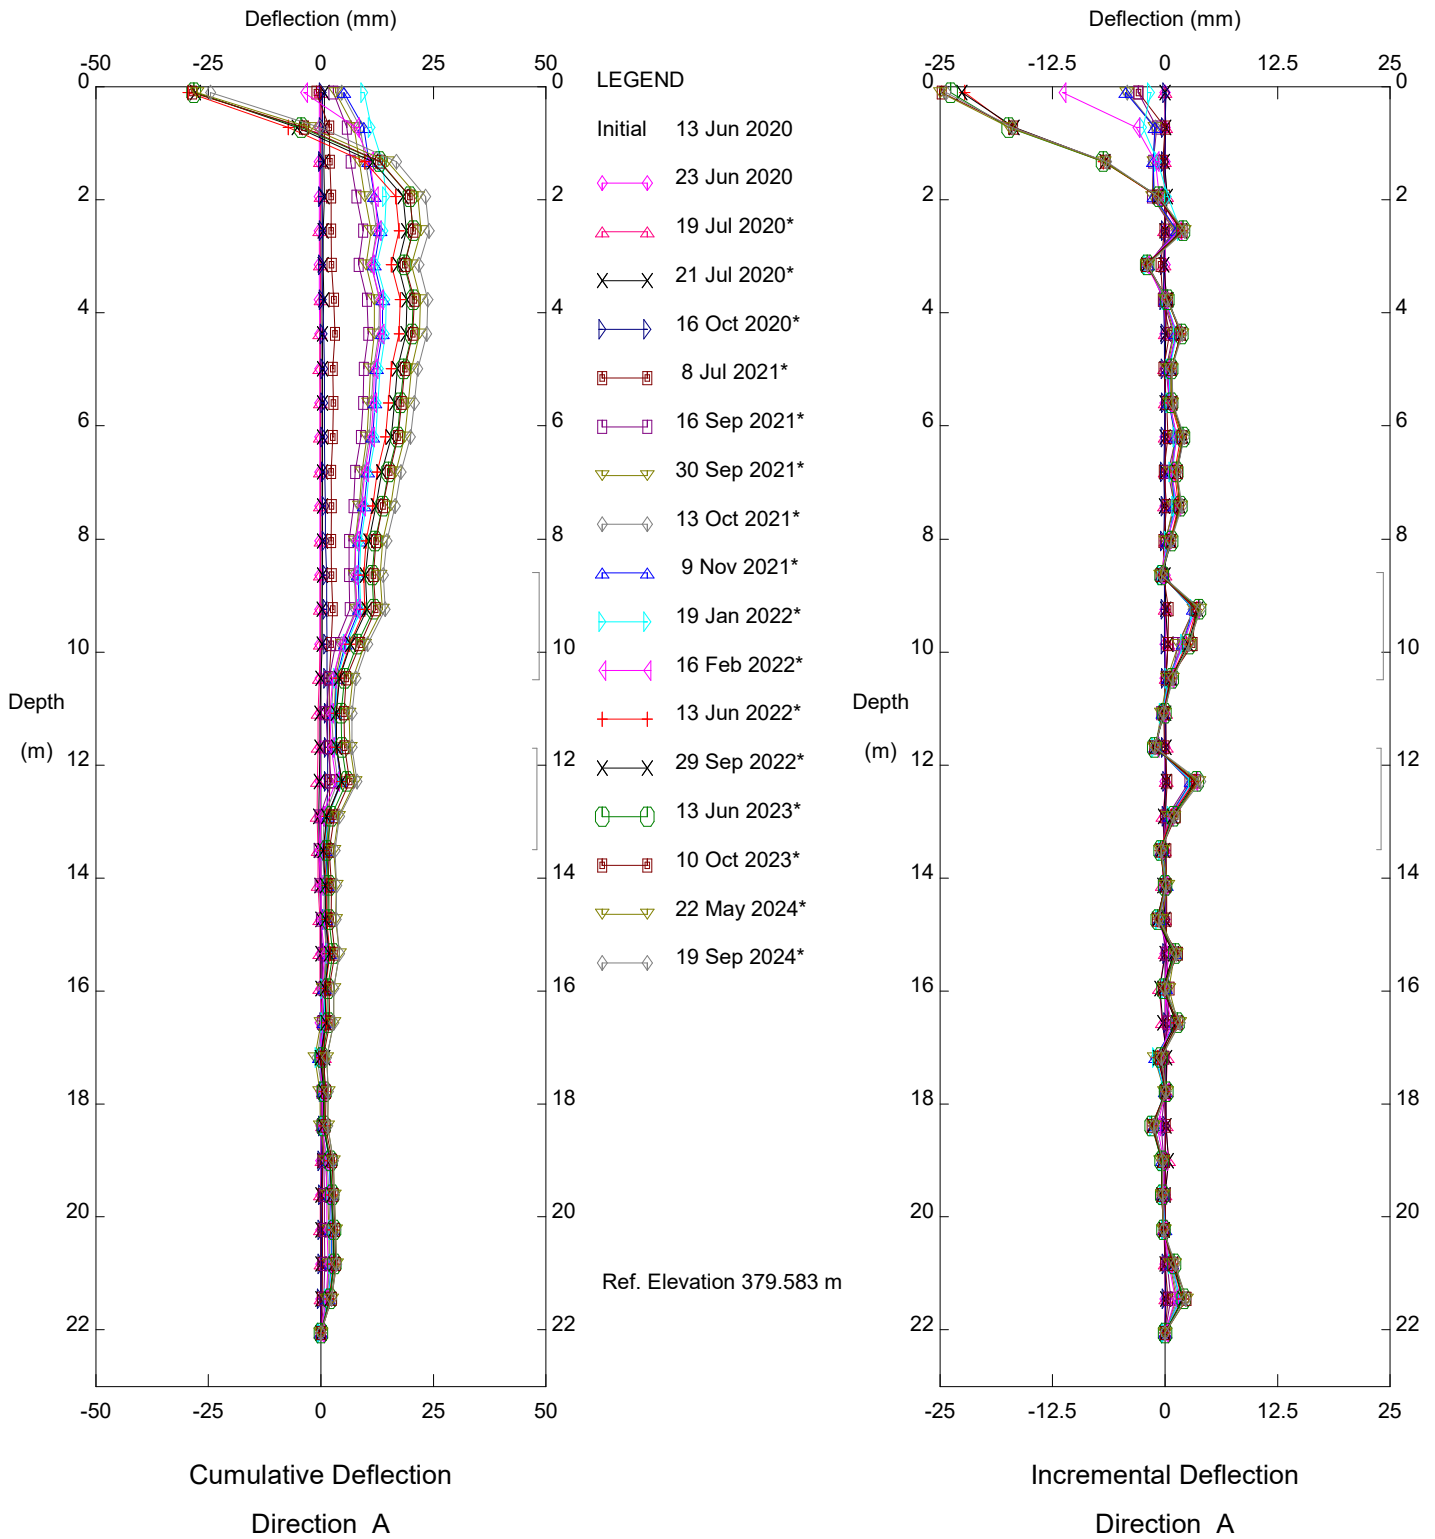 Deflection (mm)
-50 -25 0 25 50
0 0
2 2
4 4
6 6
8 8
10 10
Depth
(m)
12 12
14 14
16 16
18 18
20 20
22 22
-50 -25 0 25 50
Cumulative Deflection
Direction A
LEGEND
Initial 13 Jun 2020
23 Jun 2020
19 Jul 2020*
21 Jul 2020*
16 Oct 2020*
8 Jul 2021*
16 Sep 2021*
30 Sep 2021*
13 Oct 2021*
9 Nov 2021*
19 Jan 2022*
16 Feb 2022*
13 Jun 2022*
29 Sep 2022*
13 Jun 2023*
10 Oct 2023*
22 May 2024*
19 Sep 2024*
Ref. Elevation 379.583 m
Deflection (mm)
-25 -12.5 0 12.5 25
0 0
2 2
4 4
6 6
8 8
10 10
Depth
(m)
12 12
14 14
16 16
18 18
20 20
22 22
-25 -12.5 0 12.5 25
Incremental Deflection
Direction A